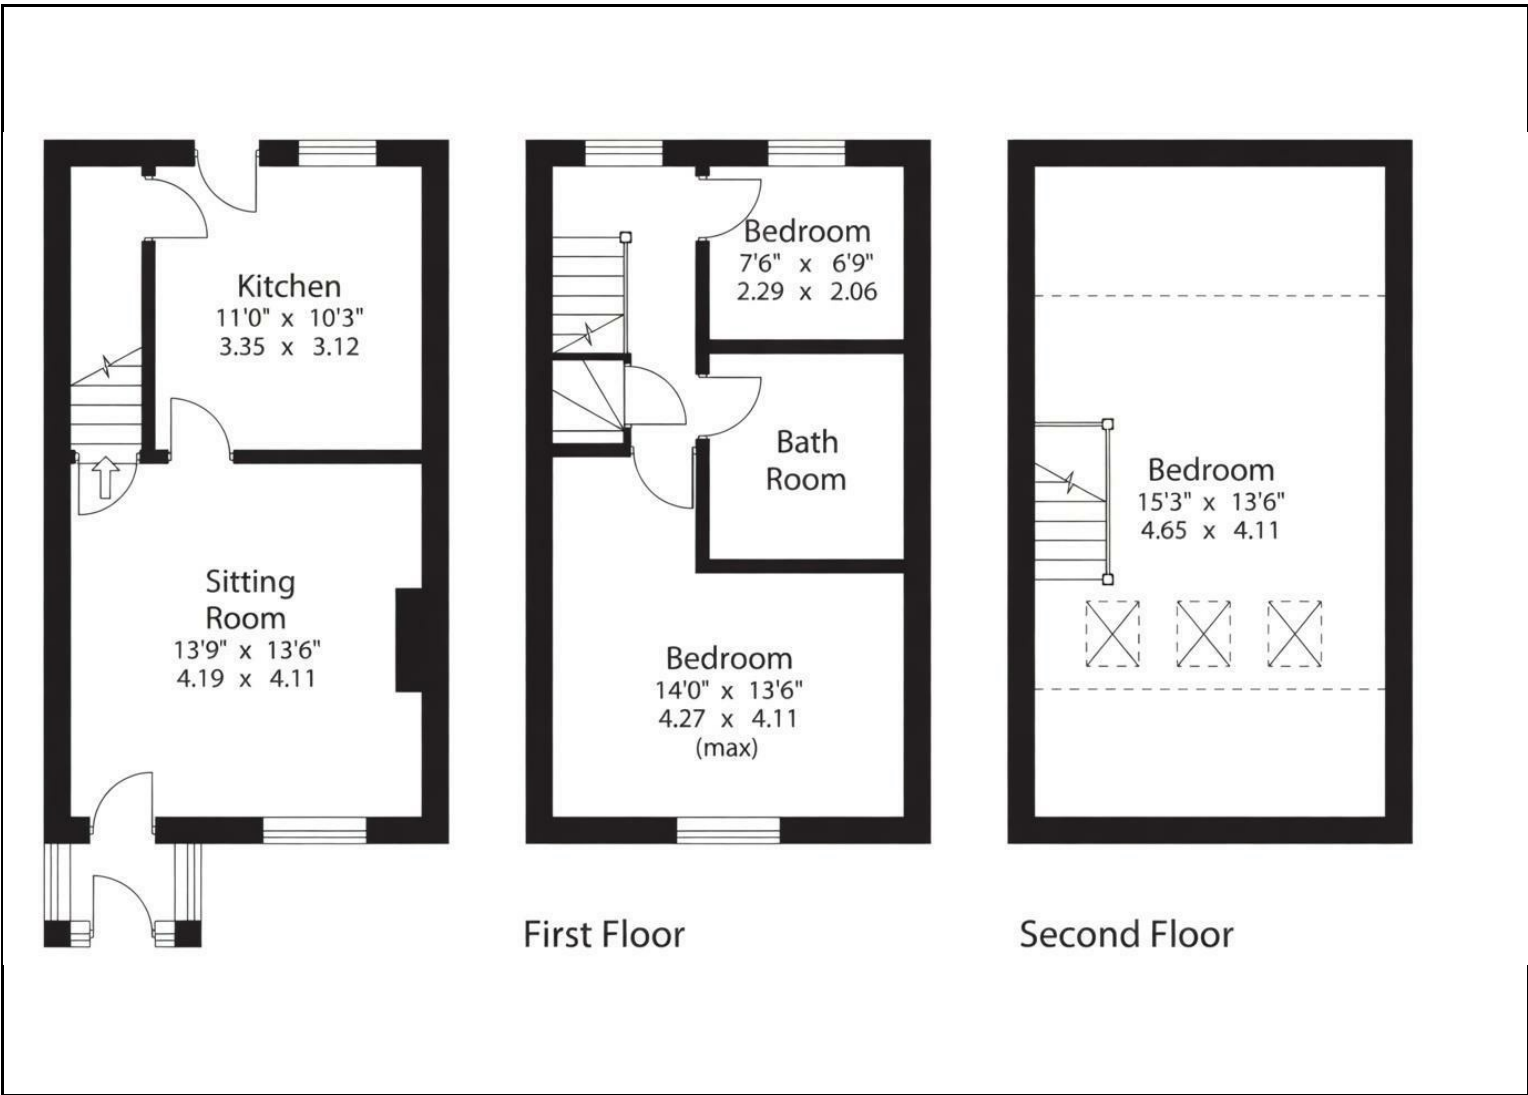 Kitchen
11'0" x 10'3"
3.35 x 3.12
Sitting
Room
13'9" x 13'6"
4.19 x 4.11
Bedroom
7'6" x 6'9"
2.29 x 2.06
Bath
Room
Bedroom
14'0" x 13'6"
4.27 x 4.11
(max)
First Floor
Bedroom
15'3" x 13'6"
4.65 x 4.11
Second Floor